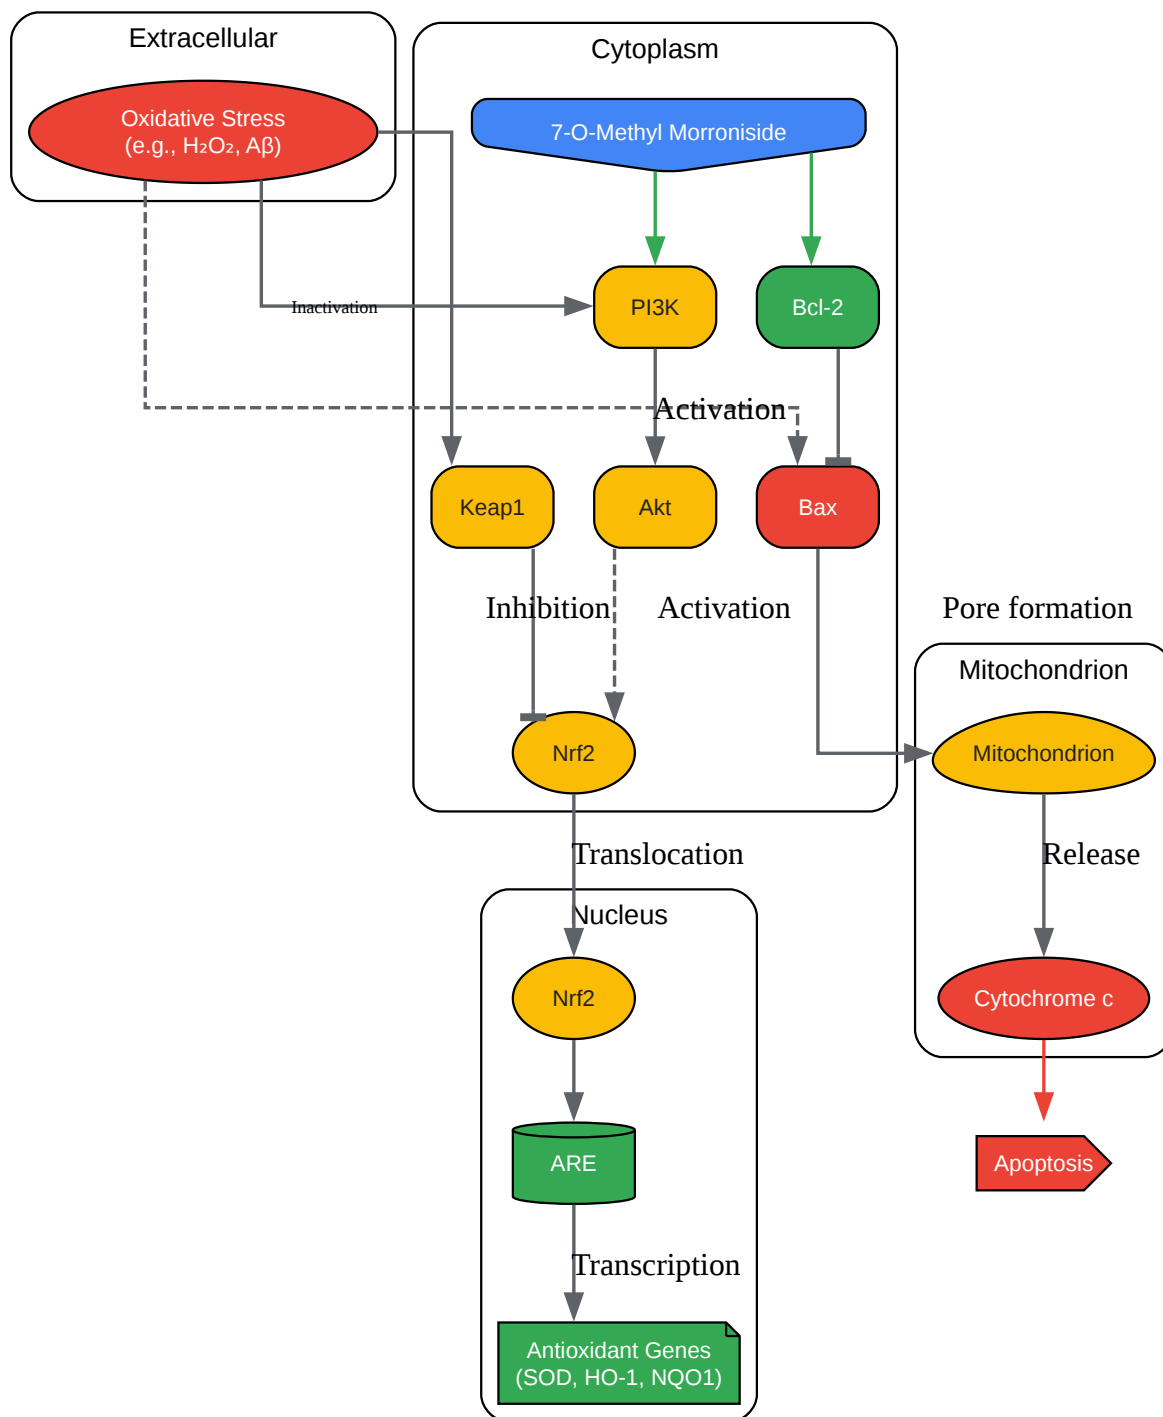 Extracellular
Cytoplasm
Oxidative Stress
(e.g., H₂O₂, Aβ)
7-O-Methyl Morroniside
Inactivation
PI3K
Bcl-2
Activation
Keap1
Akt
Bax
Inhibition
Activation
Pore formation
Mitochondrion
Nrf2
Mitochondrion
Translocation
Release
Nucleus
Nrf2
Cytochrome c
ARE
Apoptosis
Transcription
Antioxidant Genes
(SOD, HO-1, NQO1)